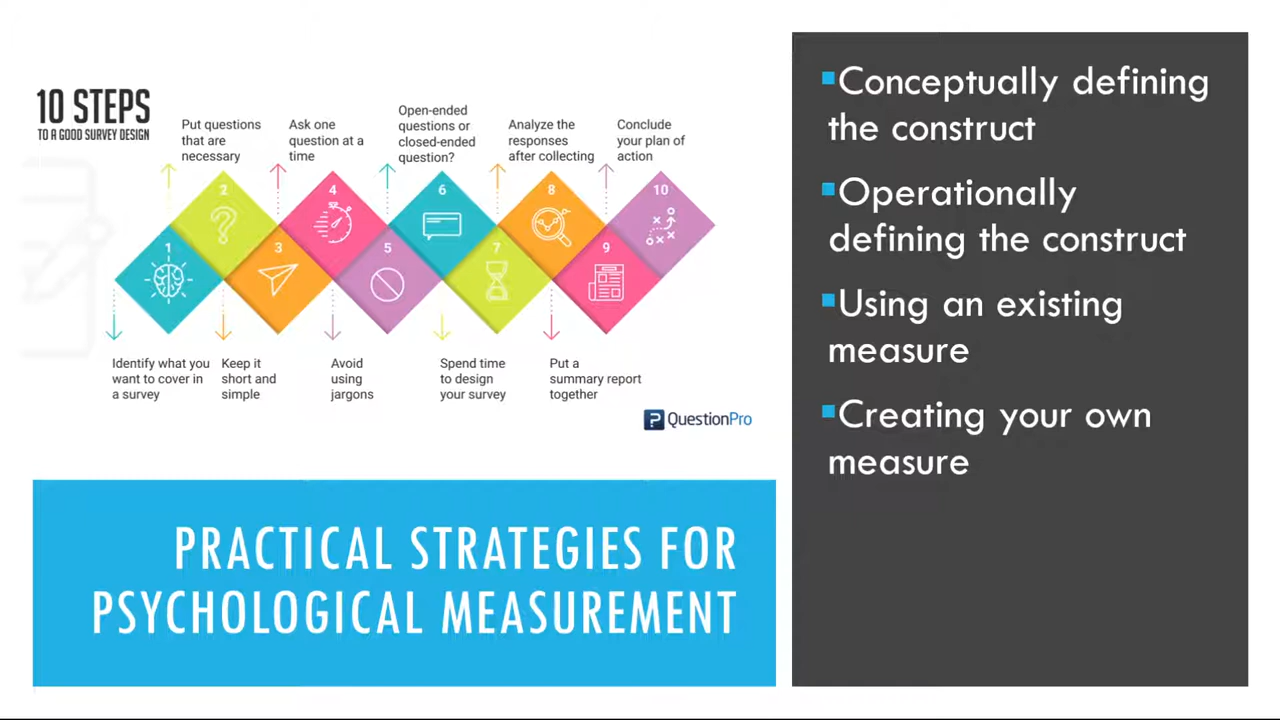 10 STEPS
TO A GOOD SURVEY DESIGN
Put questions
that are
necessary
Ask one
question at a
time
Open-ended
questions or
closed-ended
question?
Analyze the
responses
after collecting
Conclude
your plan of
action
2
4
6
8
10
1
3
5
7
9
Identify what you
want to cover in
a survey
Keep it
short and
simple
Avoid
using
jargons
Spend time
to design
your survey
Put a
summary report
together
QuestionPro
PRACTICAL STRATEGIES FOR
PSYCHOLOGICAL MEASUREMENT
Conceptually defining
the construct
Operationally
defining the construct
Using an existing
measure
Creating your own
measure